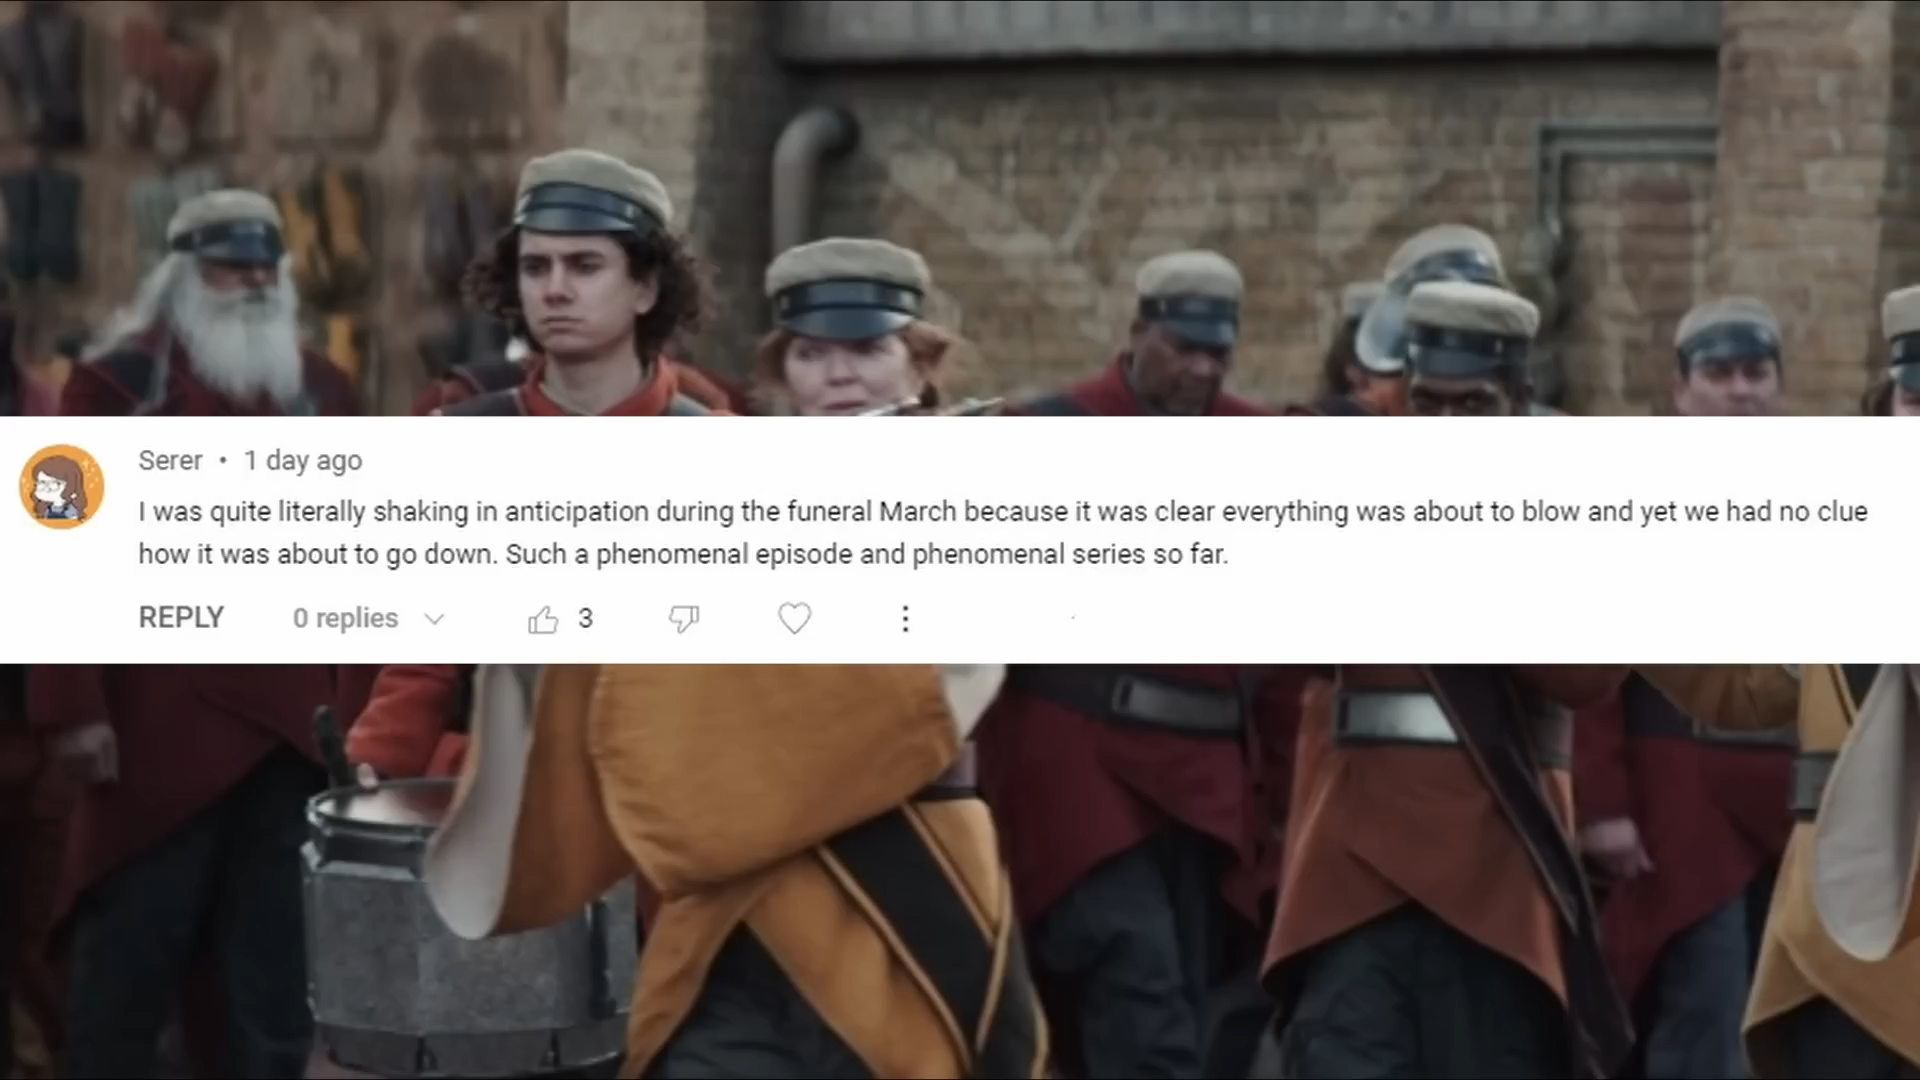 Serer • 1 day ago
I was quite literally shaking in anticipation during the funeral March because it was clear everything was about to blow and yet we had no clue
how it was about to go down. Such a phenomenal episode and phenomenal series so far.
REPLY 0 replies 3